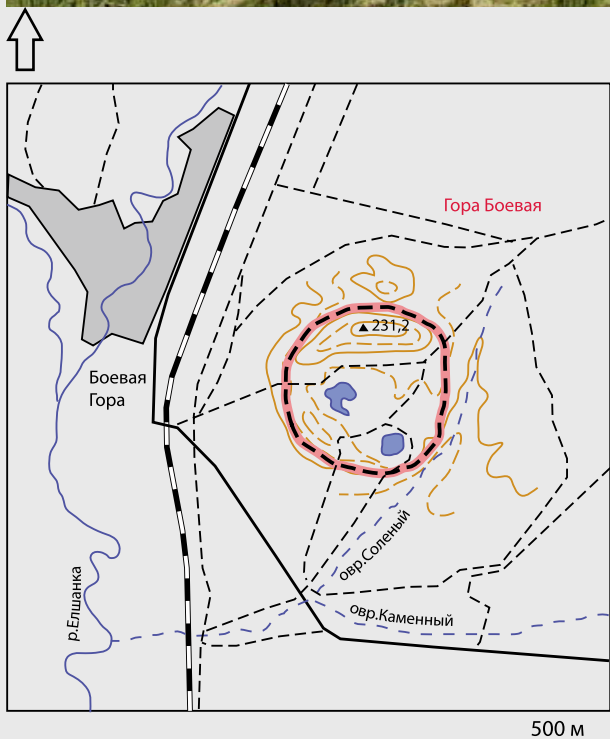 Гора Боевая
231,2
Боевая
Гора
р.Елшанка
овр.Соленый
овр.Каменный
500 м